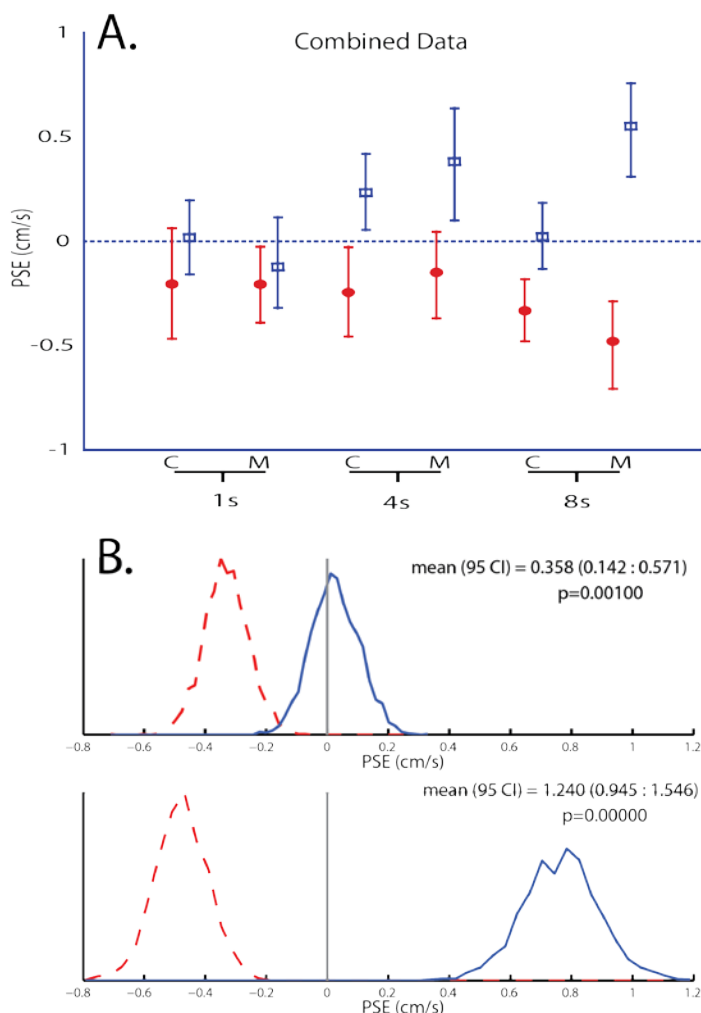 A.
Combined Data
1
0.5
0
-0.5
-1
PSE (cm/s)
C M C M C M
1s 4s 8s
B.
mean (95 CI) = 0.358 (0.142 : 0.571)
p=0.00100
−0.8 −0.6 −0.4 −0.2 0 0.2 0.4 0.6 0.8 1 1.2
PSE (cm/s)
mean (95 CI) = 1.240 (0.945 : 1.546)
p=0.00000
−0.8 −0.6 −0.4 −0.2 0 0.2 0.4 0.6 0.8 1 1.2
PSE (cm/s)